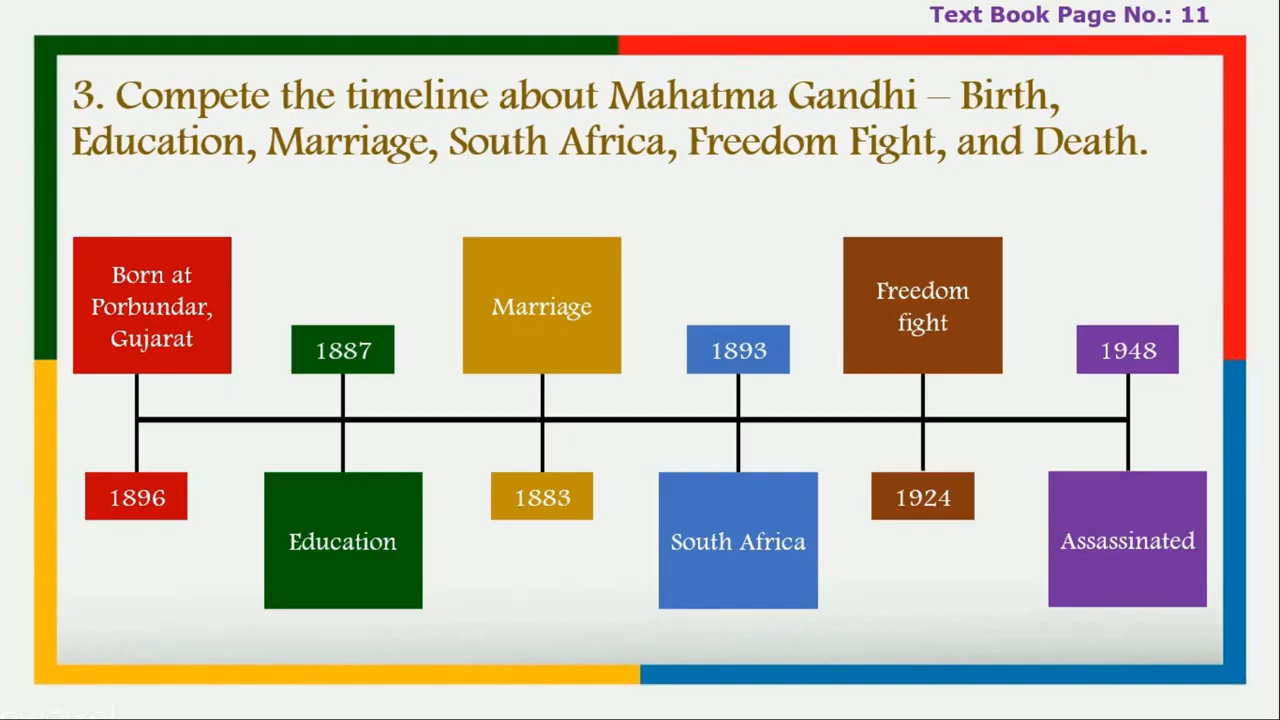 Text Book Page No.: 11
3. Compete the timeline about Mahatma Gandhi – Birth,
Education, Marriage, South Africa, Freedom Fight, and Death.
Born at
Porbundar,
Gujarat
1896
1887
Education
Marriage
1883
1893
South Africa
Freedom
fight
1924
1948
Assassinated